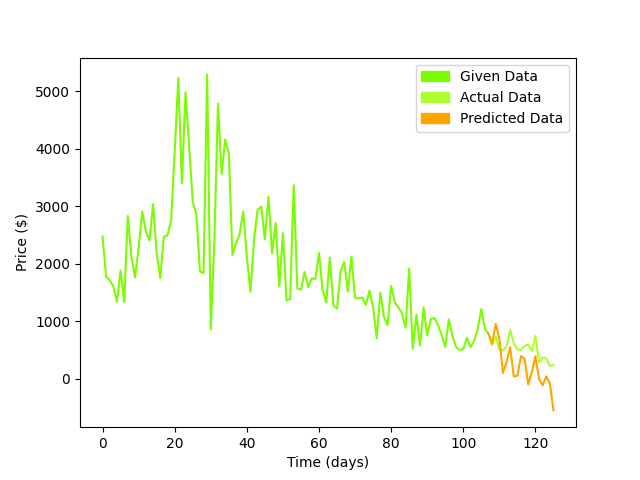 Given Data
Actual Data
Predicted Data
Price ($)
5000
4000
3000
2000
1000
0
0 20 40 60 80 100 120
Time (days)